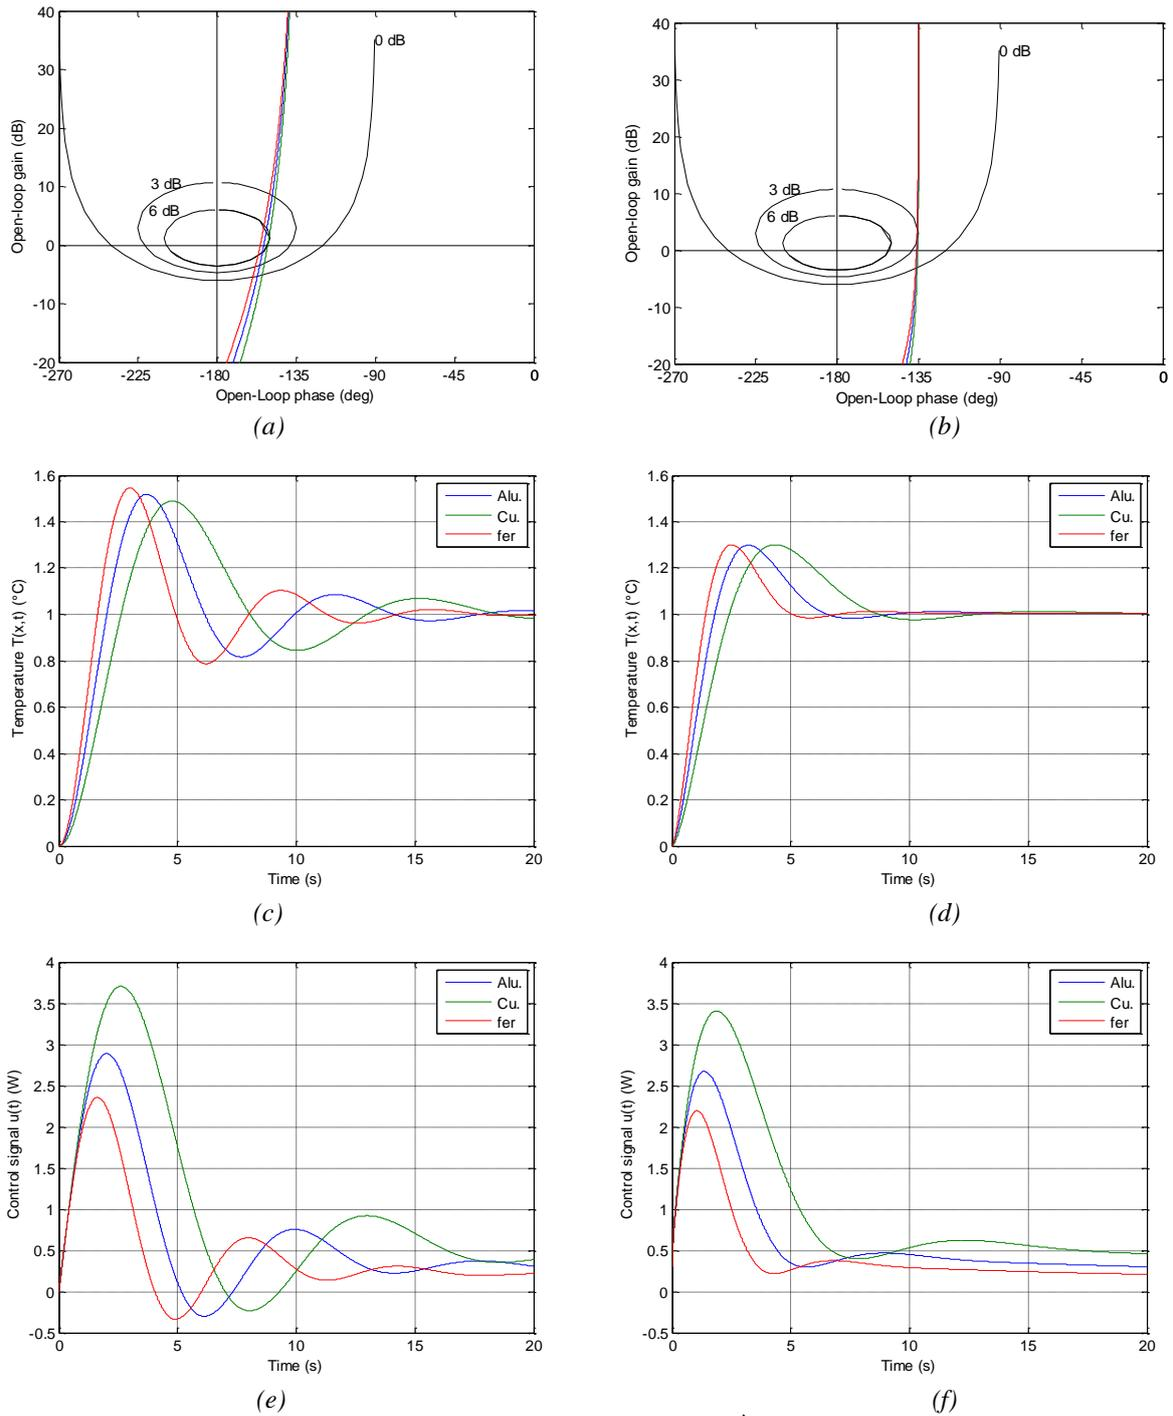 40
30
20
10
0
-10
-20
-270
-225
-180
-135
-90
-45
0
0 dB
3 dB
6 dB
Open-loop gain (dB)
Open-Loop phase (deg)
(a)
40
30
20
10
0
-10
-20
-270
-225
-180
-135
-90
-45
0
0 dB
3 dB
6 dB
Open-loop gain (dB)
Open-Loop phase (deg)
(b)
1.6
1.4
1.2
1
0.8
0.6
0.4
0.2
0
0
5
10
15
20
Alu.
Cu.
fer
Temperature T(x,t) (°C)
Time (s)
(c)
1.6
1.4
1.2
1
0.8
0.6
0.4
0.2
0
0
5
10
15
20
Alu.
Cu.
fer
Temperature T(x,t) (°C)
Time (s)
(d)
4
3.5
3
2.5
2
1.5
1
0.5
0
-0.5
0
5
10
15
20
Alu.
Cu.
fer
Control signal u(t) (W)
Time (s)
(e)
4
3.5
3
2.5
2
1.5
1
0.5
0
-0.5
0
5
10
15
20
Alu.
Cu.
fer
Control signal u(t) (W)
Time (s)
(f)